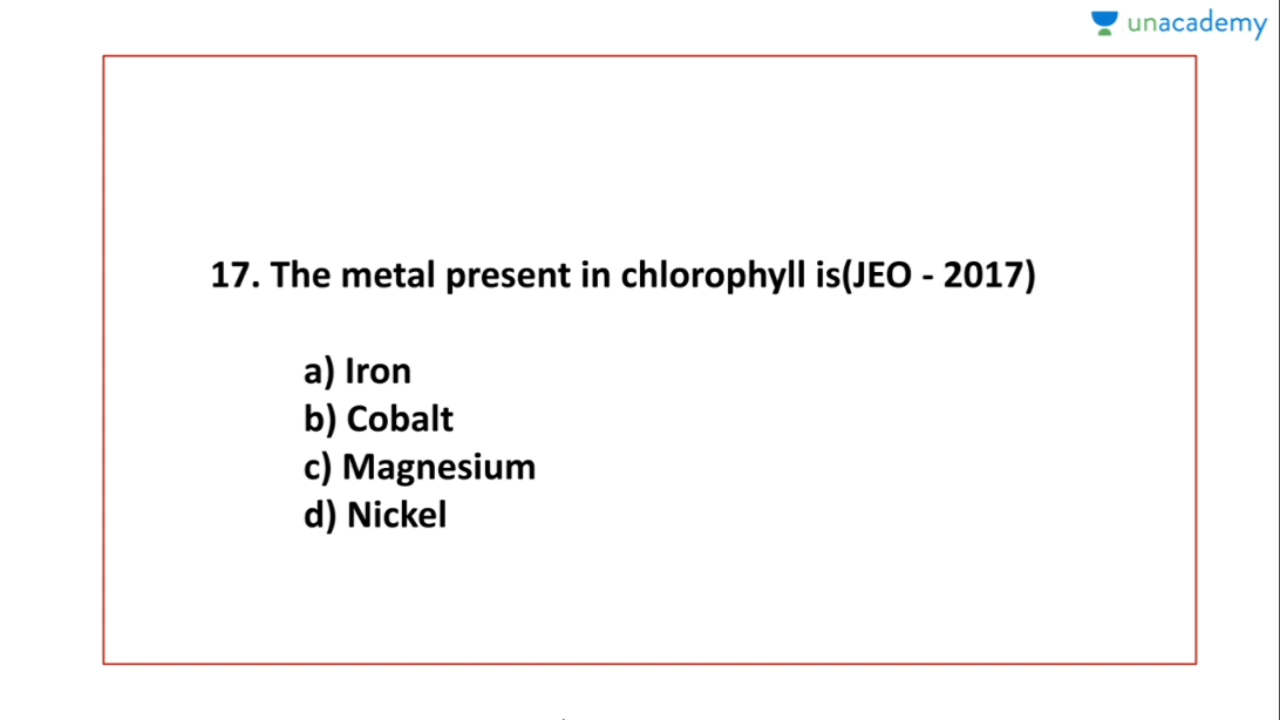 unacademy
17. The metal present in chlorophyll is(JEO - 2017)
a) Iron
b) Cobalt
c) Magnesium
d) Nickel